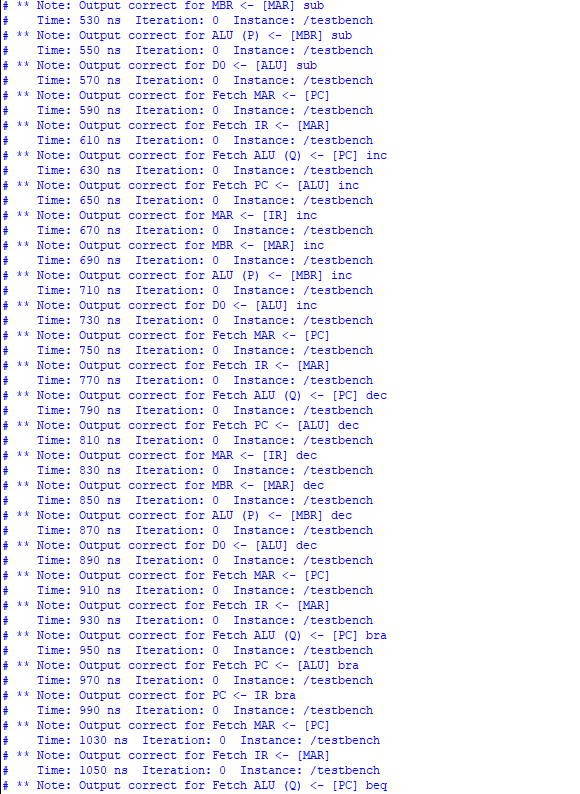 # ** Note: Output correct for MBR <- [MAR] sub
#    Time: 530 ns  Iteration: 0  Instance: /testbench
# ** Note: Output correct for ALU (P) <- [MBR] sub
#    Time: 550 ns  Iteration: 0  Instance: /testbench
# ** Note: Output correct for D0 <- [ALU] sub
#    Time: 570 ns  Iteration: 0  Instance: /testbench
# ** Note: Output correct for Fetch MAR <- [PC]
#    Time: 590 ns  Iteration: 0  Instance: /testbench
# ** Note: Output correct for Fetch IR <- [MAR]
#    Time: 610 ns  Iteration: 0  Instance: /testbench
# ** Note: Output correct for Fetch ALU (Q) <- [PC] inc
#    Time: 630 ns  Iteration: 0  Instance: /testbench
# ** Note: Output correct for Fetch PC <- [ALU] inc
#    Time: 650 ns  Iteration: 0  Instance: /testbench
# ** Note: Output correct for MAR <- [IR] inc
#    Time: 670 ns  Iteration: 0  Instance: /testbench
# ** Note: Output correct for MBR <- [MAR] inc
#    Time: 690 ns  Iteration: 0  Instance: /testbench
# ** Note: Output correct for ALU (P) <- [MBR] inc
#    Time: 710 ns  Iteration: 0  Instance: /testbench
# ** Note: Output correct for D0 <- [ALU] inc
#    Time: 730 ns  Iteration: 0  Instance: /testbench
# ** Note: Output correct for Fetch MAR <- [PC]
#    Time: 750 ns  Iteration: 0  Instance: /testbench
# ** Note: Output correct for Fetch IR <- [MAR]
#    Time: 770 ns  Iteration: 0  Instance: /testbench
# ** Note: Output correct for Fetch ALU (Q) <- [PC] dec
#    Time: 790 ns  Iteration: 0  Instance: /testbench
# ** Note: Output correct for Fetch PC <- [ALU] dec
#    Time: 810 ns  Iteration: 0  Instance: /testbench
# ** Note: Output correct for MAR <- [IR] dec
#    Time: 830 ns  Iteration: 0  Instance: /testbench
# ** Note: Output correct for MBR <- [MAR] dec
#    Time: 850 ns  Iteration: 0  Instance: /testbench
# ** Note: Output correct for ALU (P) <- [MBR] dec
#    Time: 870 ns  Iteration: 0  Instance: /testbench
# ** Note: Output correct for D0 <- [ALU] dec
#    Time: 890 ns  Iteration: 0  Instance: /testbench
# ** Note: Output correct for Fetch MAR <- [PC]
#    Time: 910 ns  Iteration: 0  Instance: /testbench
# ** Note: Output correct for Fetch IR <- [MAR]
#    Time: 930 ns  Iteration: 0  Instance: /testbench
# ** Note: Output correct for Fetch ALU (Q) <- [PC] bra
#    Time: 950 ns  Iteration: 0  Instance: /testbench
# ** Note: Output correct for Fetch PC <- [ALU] bra
#    Time: 970 ns  Iteration: 0  Instance: /testbench
# ** Note: Output correct for PC <- IR bra
#    Time: 990 ns  Iteration: 0  Instance: /testbench
# ** Note: Output correct for Fetch MAR <- [PC]
#    Time: 1030 ns  Iteration: 0  Instance: /testbench
# ** Note: Output correct for Fetch IR <- [MAR]
#    Time: 1050 ns  Iteration: 0  Instance: /testbench
# ** Note: Output correct for Fetch ALU (Q) <- [PC] beq